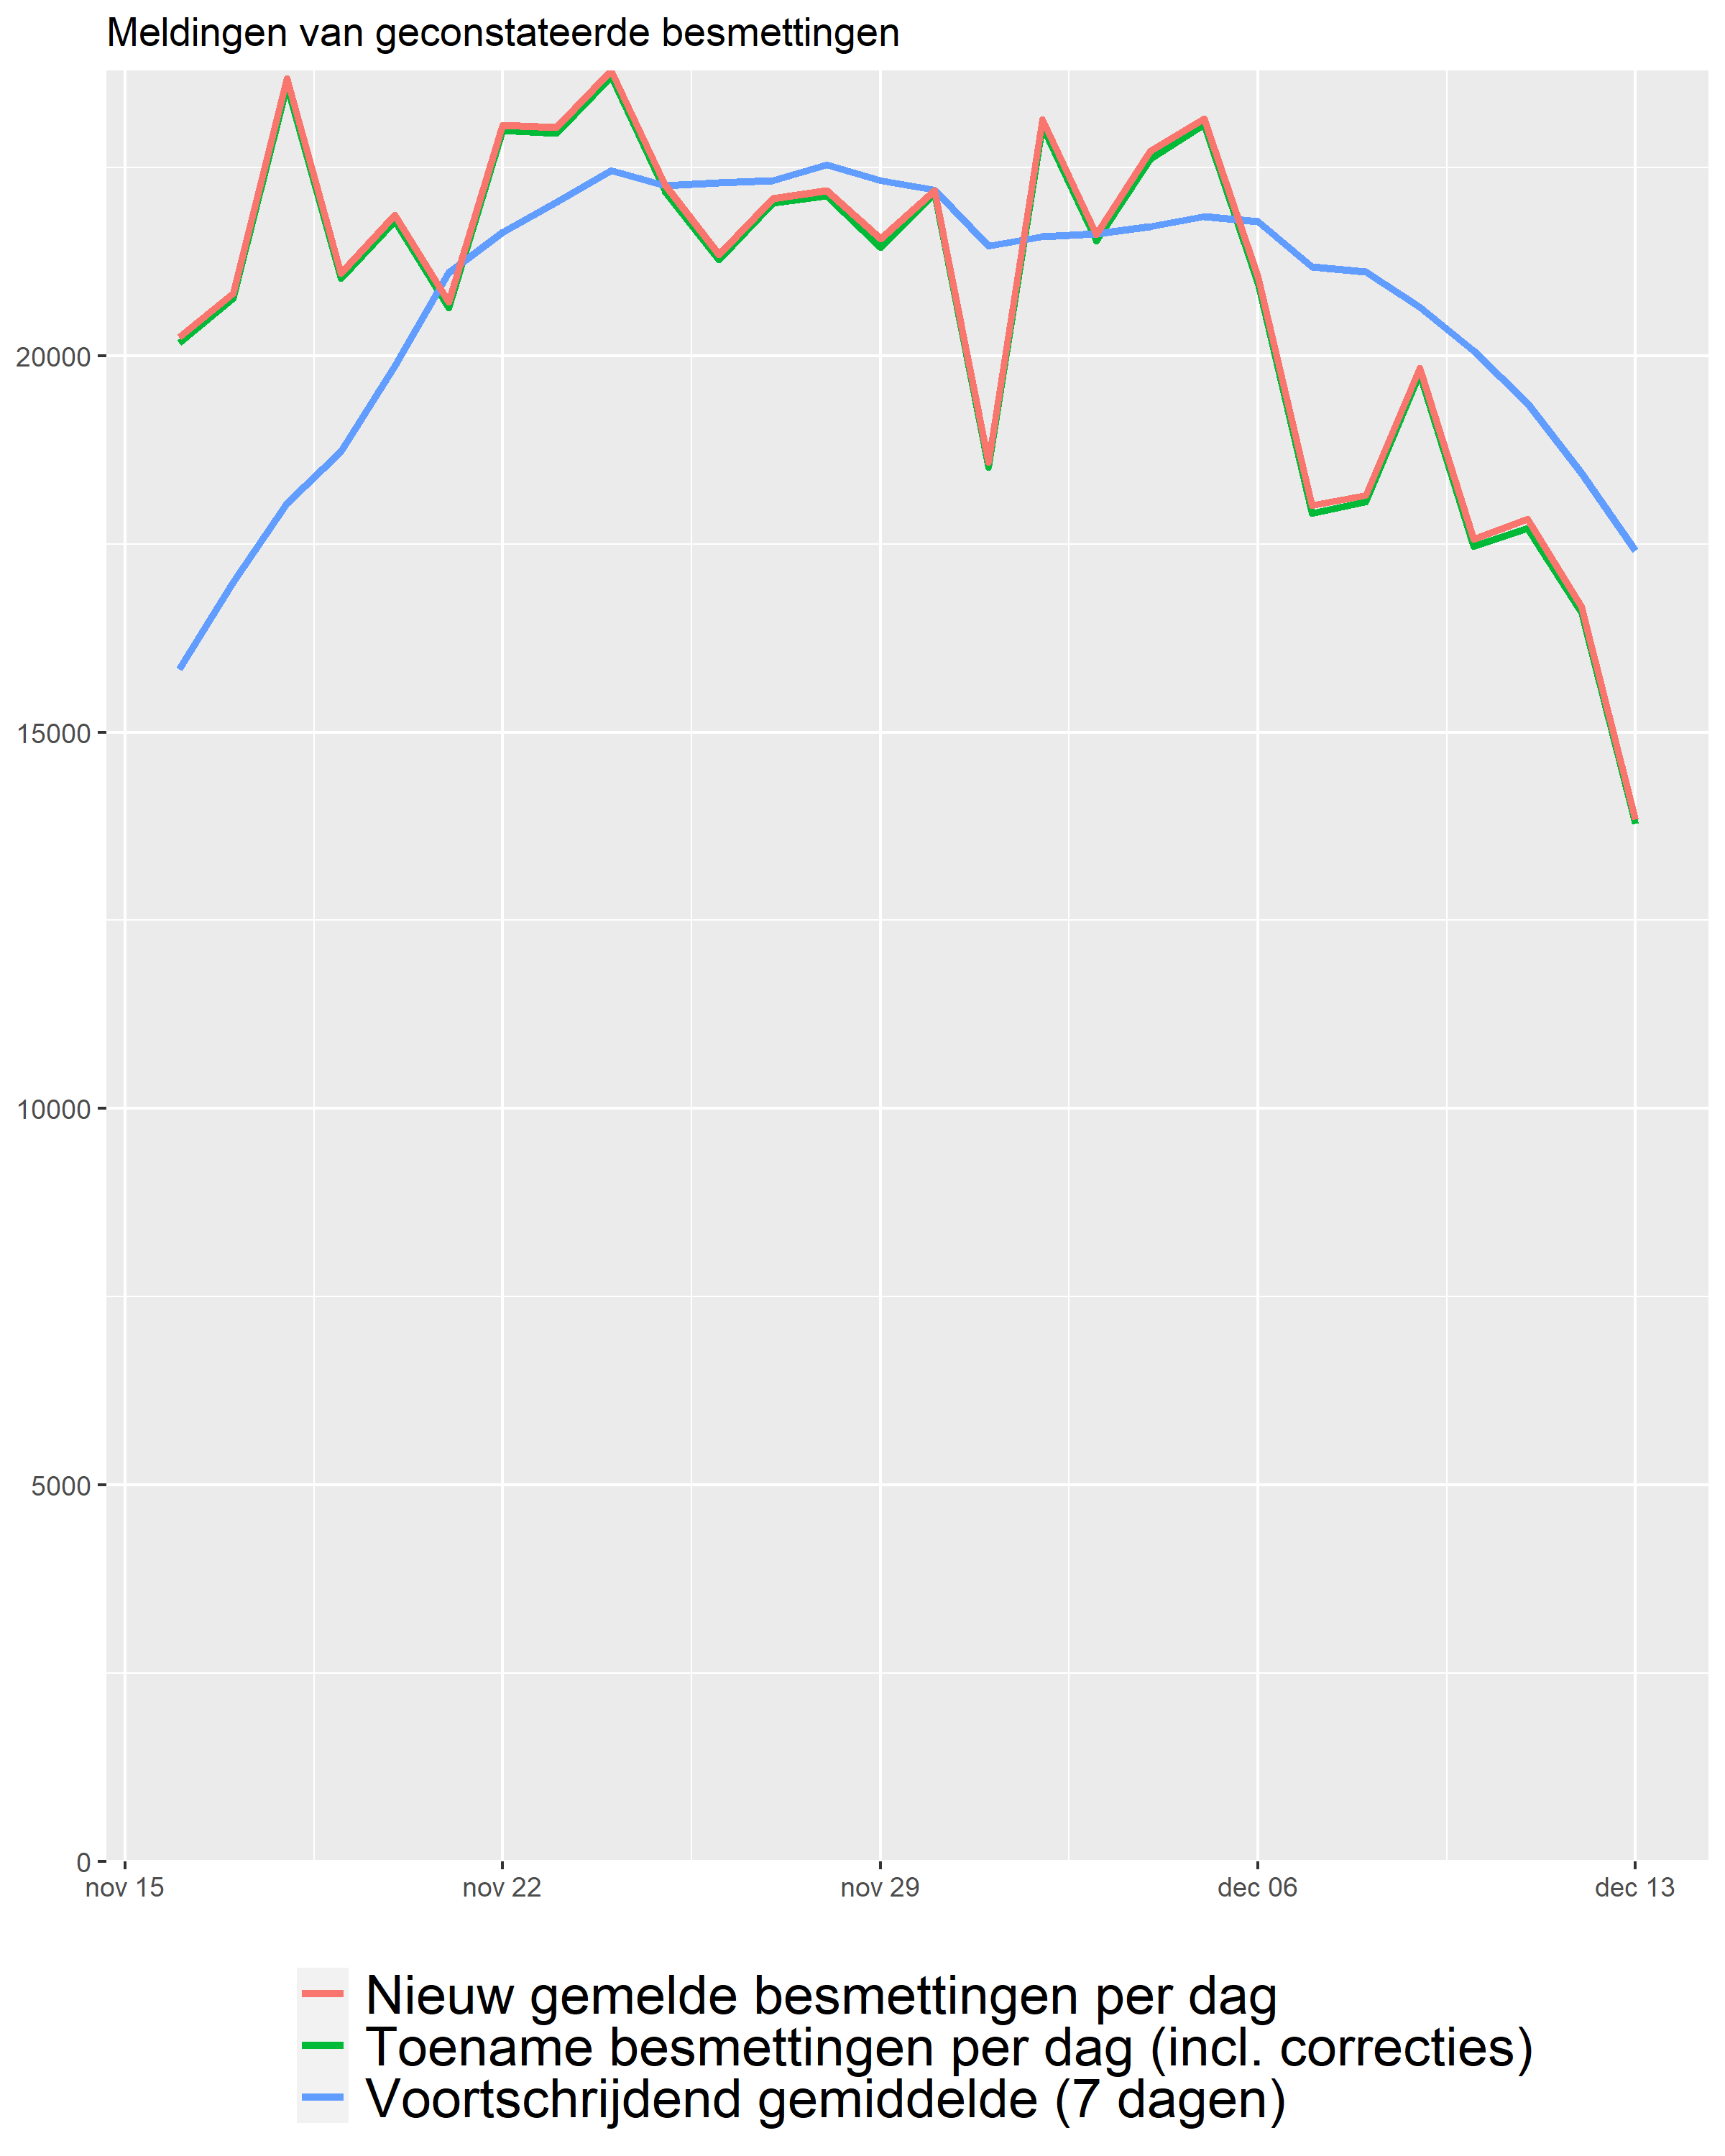 Meldingen van geconstateerde besmettingen
20000
15000
10000
5000
0
nov 15 nov 22 nov 29 dec 06 dec 13
Nieuw gemelde besmettingen per dag
Toename besmettingen per dag (incl. correcties)
Voortschrijdend gemiddelde (7 dagen)